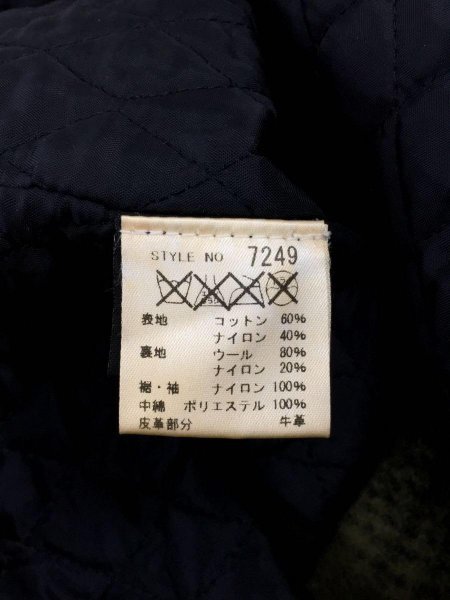 STYLE NO 7249
表地 コットン 60%
ナイロン 40%
裏地 ウール 80%
ナイロン 20%
裾・袖 ナイロン 100%
中綿 ポリエステル 100%
皮革部分 牛革